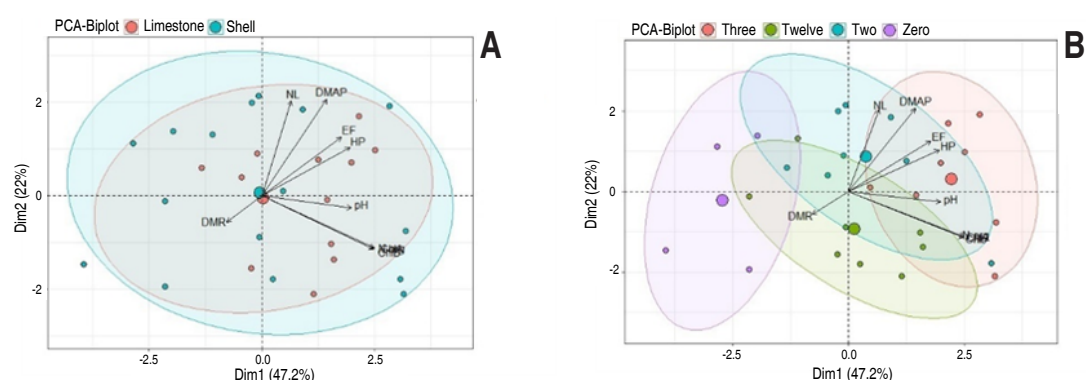 PCA-Biplot Limestone Shell
A
2
0
-2
Dim2 (22%)
NL
DMAP
EF
HP
pH
DMR
-2.5 0.0 2.5
Dim1 (47.2%)
PCA-Biplot Three Twelve Two Zero
B
2
0
-2
Dim2 (22%)
NL
DMAP
EF
HP
pH
DMR
-2.5 0.0 2.5
Dim1 (47.2%)